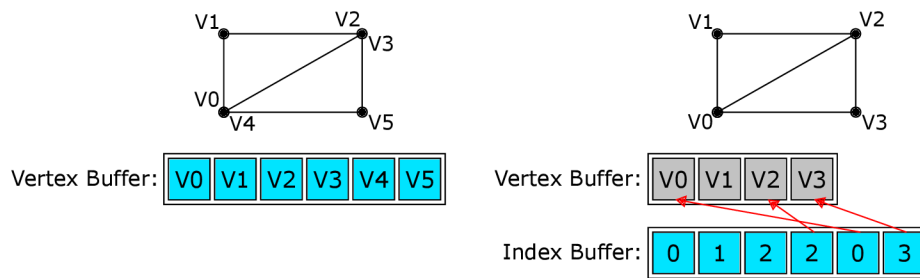 V1 V2
V3
V0
V4 V5
Vertex Buffer: V0 V1 V2 V3 V4 V5
V1 V2
V0 V3
Vertex Buffer: V0 V1 V2 V3
Index Buffer: 0 1 2 2 0 3